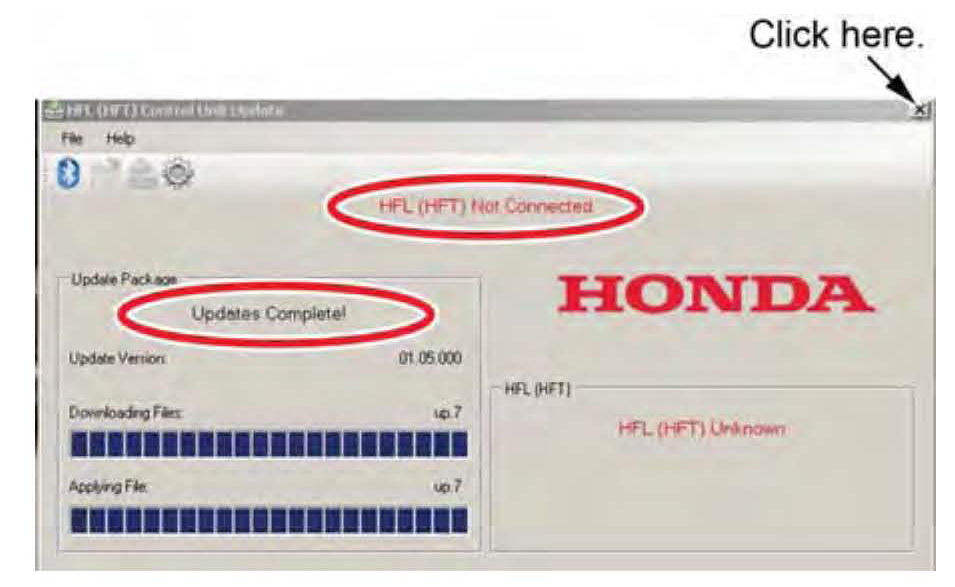 Click here.
HFL (HFT) Control Unit Update
File Help
HFL (HFT) Not Connected
Update Package
Updates Complete!
HONDA
Update Version: 01.05.000
HFL (HFT)
Downloading Files: up.7
HFL (HFT) Unknown
Applying File: up.7